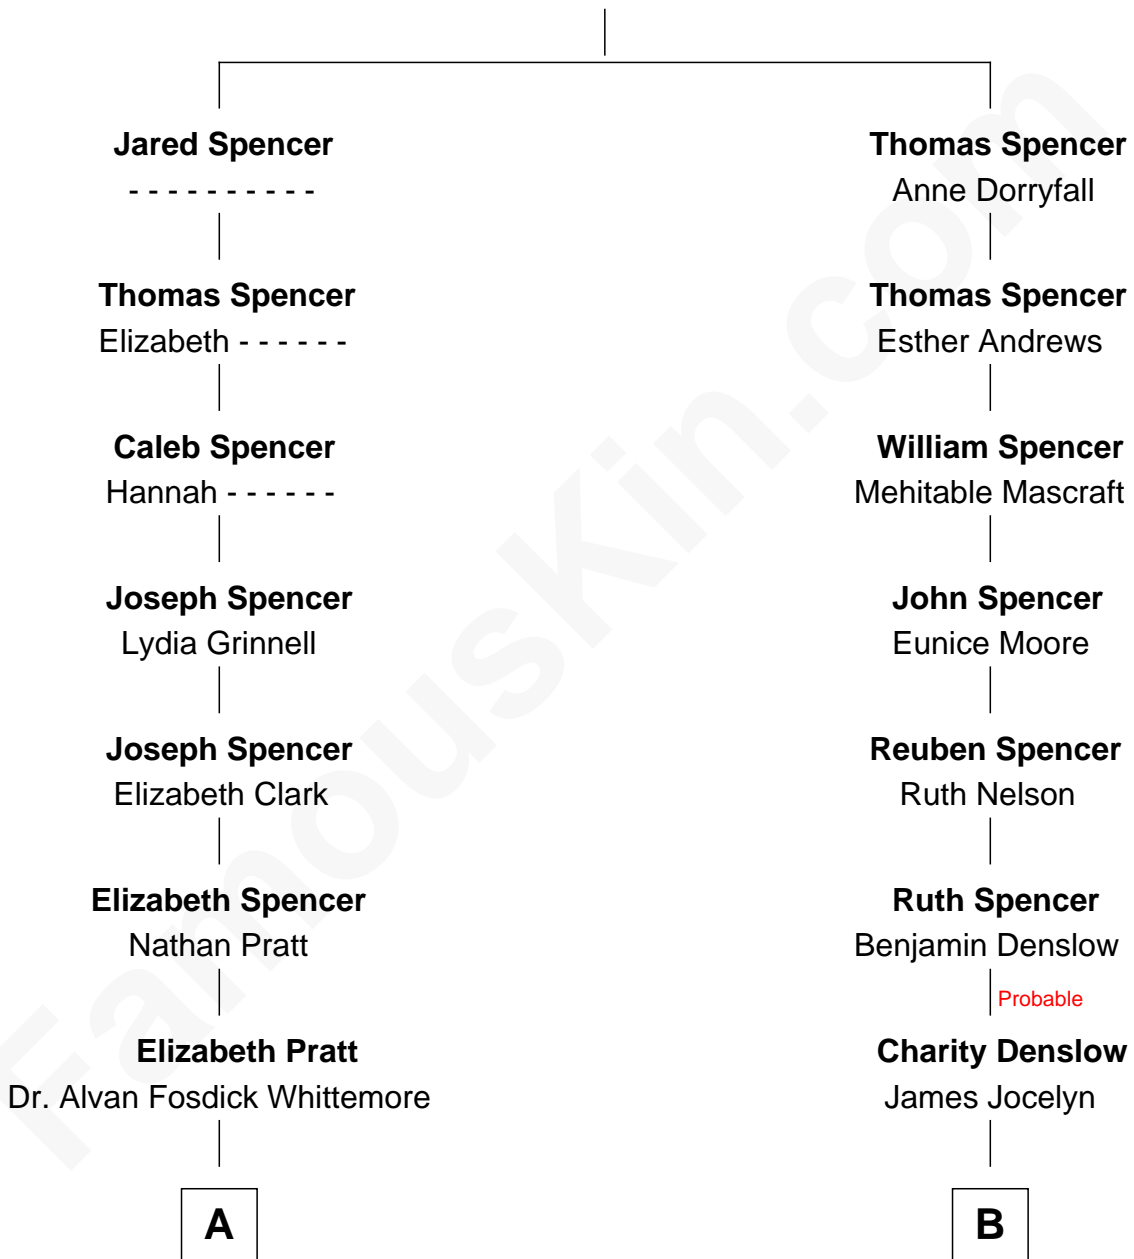 Jared Spencer
- - - - - - - - - -
Thomas Spencer
Elizabeth - - - - - -
Caleb Spencer
Hannah - - - - - -
Joseph Spencer
Lydia Grinnell
Joseph Spencer
Elizabeth Clark
Elizabeth Spencer
Nathan Pratt
Elizabeth Pratt
Dr. Alvan Fosdick Whittemore
A
Thomas Spencer
Anne Dorryfall
Thomas Spencer
Esther Andrews
William Spencer
Mehitable Mascraft
John Spencer
Eunice Moore
Reuben Spencer
Ruth Nelson
Ruth Spencer
Benjamin Denslow
Probable
Charity Denslow
James Jocelyn
B
FamousKin.com